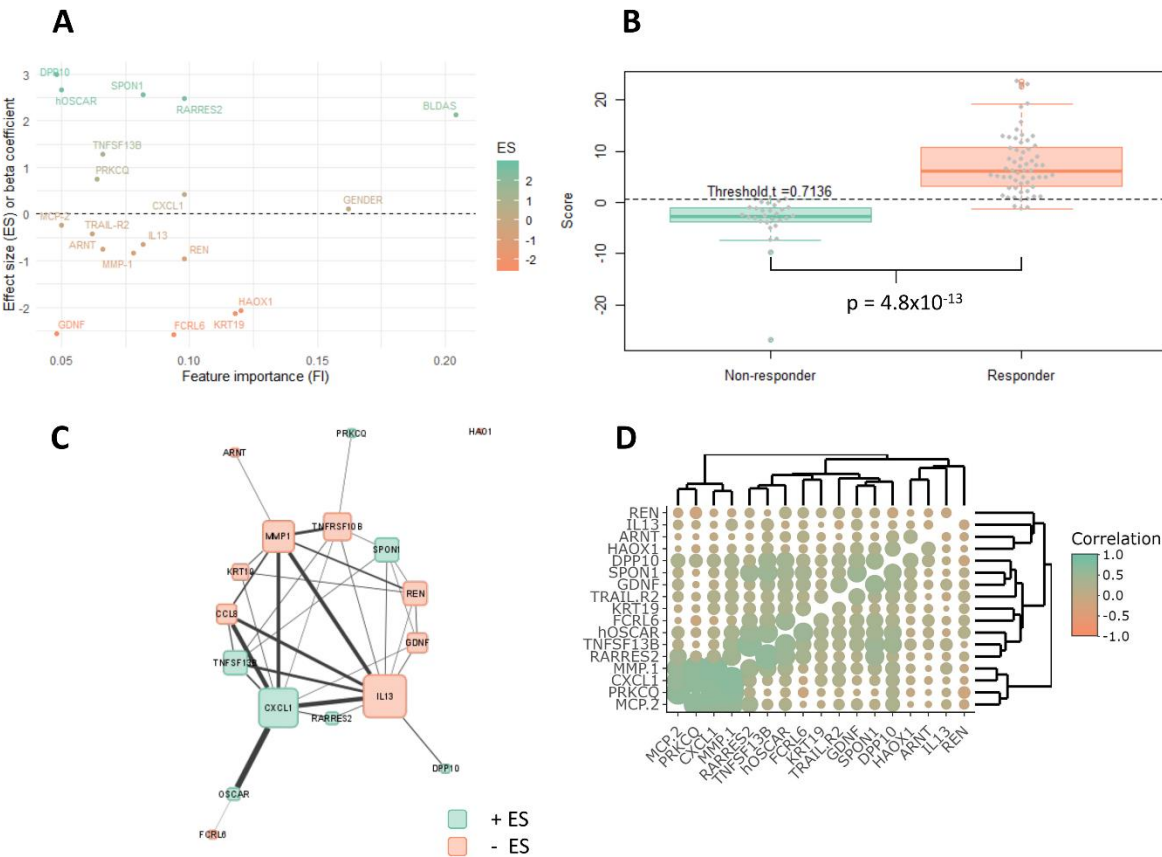 A
Effect size (ES) or beta coefficient
3
2
1
0
-1
-2
DPP10
hOSCAR
SPON1
RARRES2
BLDAS
TNFSF13B
PRKCQ
CXCL1
GENDER
MCP-2
TRAIL-R2
IL13
ARNT
MMP-1
REN
HAOX1
GDNF
FCRL6
KRT19
0.05
0.10
0.15
0.20
Feature importance (FI)
ES
2
1
0
-1
-2
B
Score
20
10
0
-10
-20
Threshold,t =0.7136
p = 4.8x10-13
Non-responder
Responder
C
PRKCQ
HAO1
ARNT
TNFRSF10B
MMP1
SPON1
KRT19
REN
CCL8
GDNF
TNFSF13B
IL13
CXCL1
RARRES2
DPP10
OSCAR
FCRL6
+ ES
- ES
D
REN
IL13
ARNT
HAOX1
DPP10
SPON1
GDNF
TRAIL.R2
KRT19
FCRL6
hOSCAR
TNFSF13B
RARRES2
MMP.1
CXCL1
PRKCQ
MCP.2
MCP.2
PRKCQ
CXCL1
MMP.1
RARRES2
TNFSF13B
hOSCAR
FCRL6
KRT19
TRAIL.R2
GDNF
SPON1
DPP10
HAOX1
ARNT
IL13
REN
Correlation
1.0
0.5
0.0
-0.5
-1.0